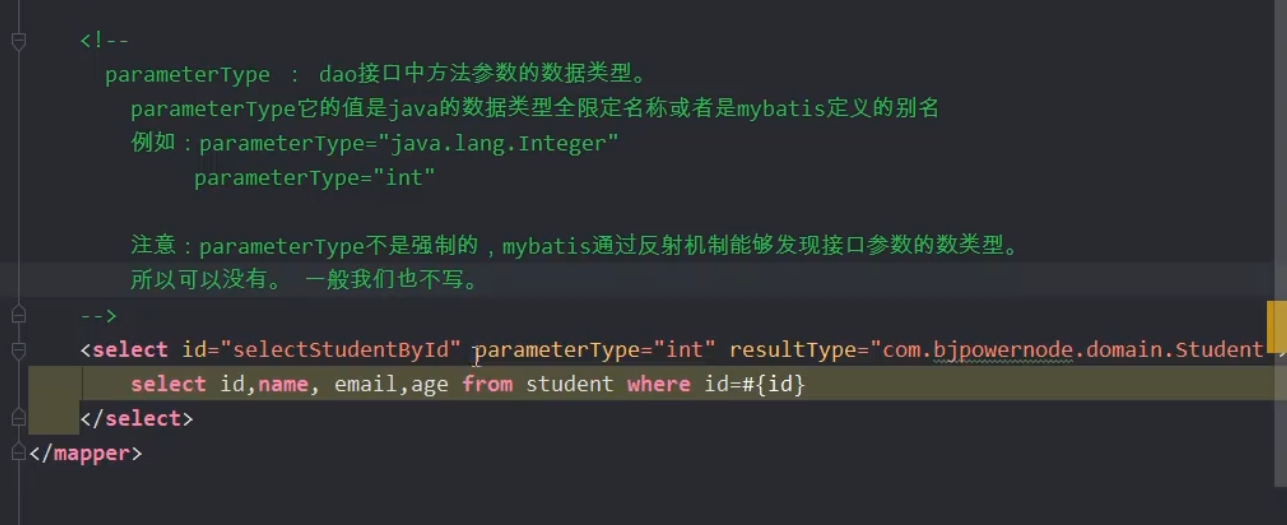 <!--
parameterType : dao接口中方法参数的数据类型。
parameterType它的值是java的数据类型全限定名称或者是mybatis定义的别名
例如：parameterType="java.lang.Integer"
parameterType="int"
注意：parameterType不是强制的，mybatis通过反射机制能够发现接口参数的数类型。
所以可以没有。 一般我们也不写。
-->
<select id="selectStudentById" parameterType="int" resultType="com.bjpowernode.domain.Student
select id,name, email,age from student where id=#{id}
</select>
</mapper>